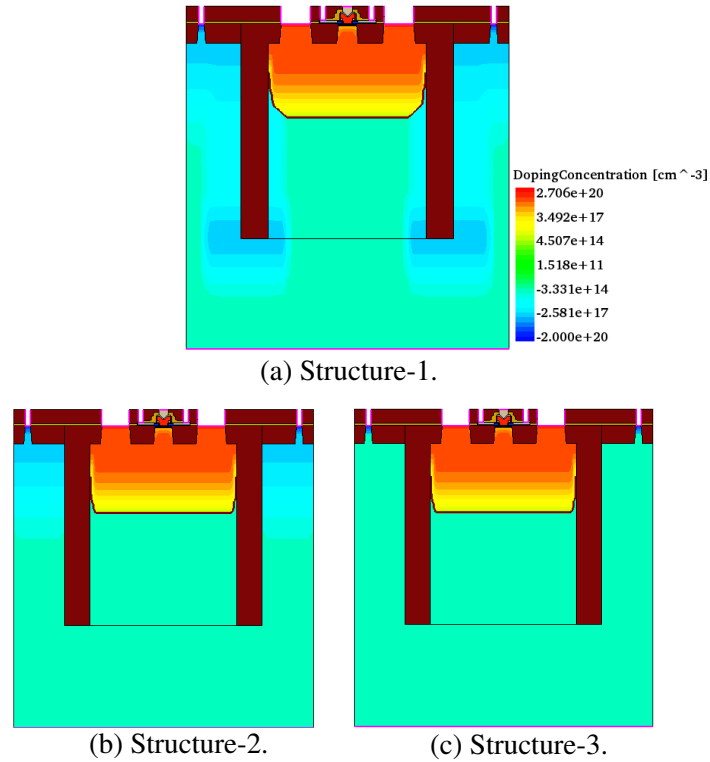 DopingConcentration [cm^-3]
2.706e+20
3.492e+17
4.507e+14
1.518e+11
-3.331e+14
-2.581e+17
-2.000e+20
(a) Structure-1.
(b) Structure-2.
(c) Structure-3.